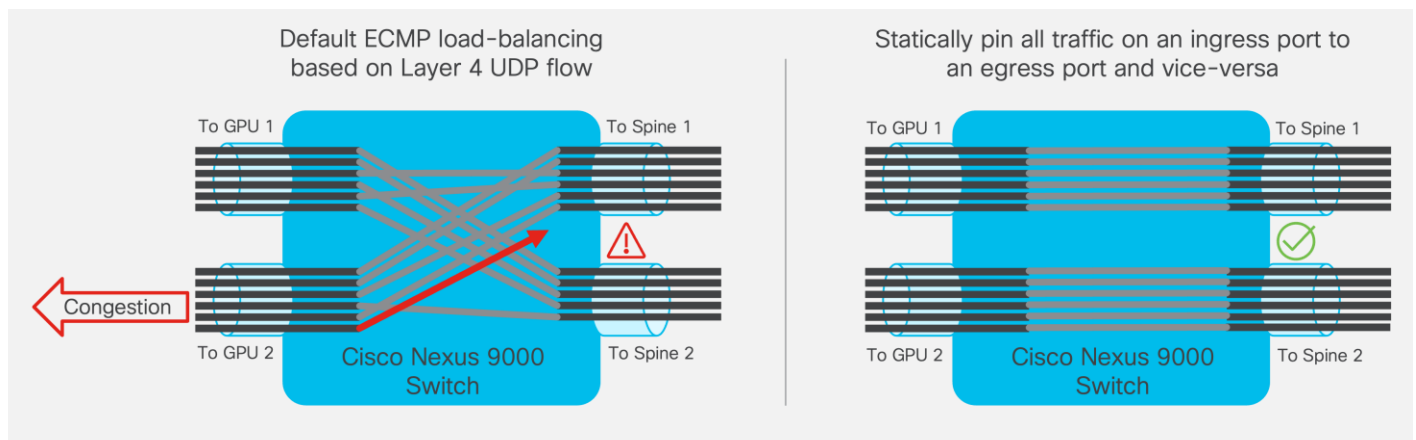 Default ECMP load-balancing
based on Layer 4 UDP flow
To GPU 1
To Spine 1
Congestion
To GPU 2
To Spine 2
Cisco Nexus 9000
Switch
Statically pin all traffic on an ingress port to
an egress port and vice-versa
To GPU 1
To Spine 1
To GPU 2
To Spine 2
Cisco Nexus 9000
Switch